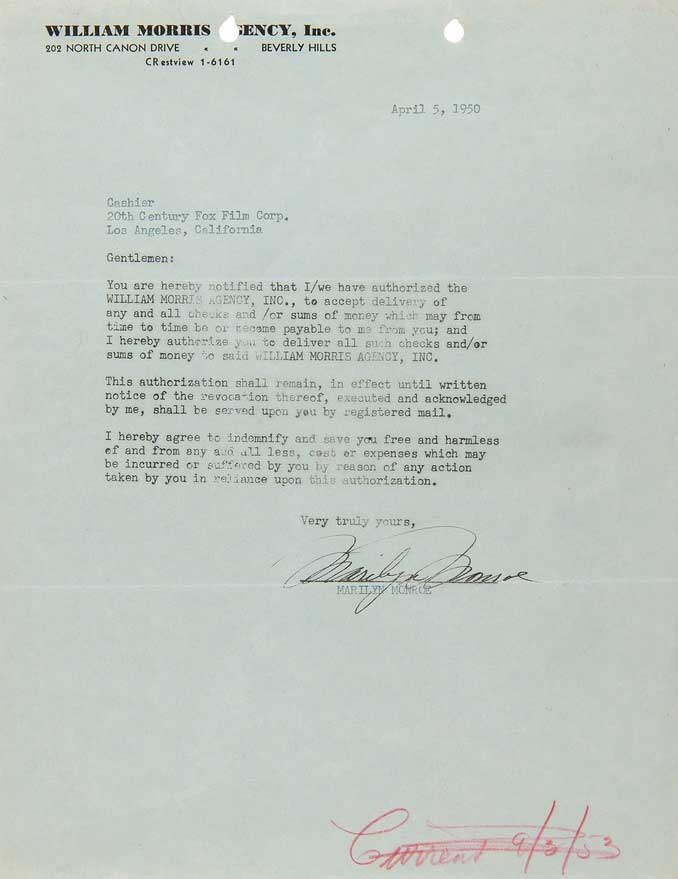 WILLIAM MORRIS AGENCY, Inc.
202 NORTH CANON DRIVE « « BEVERLY HILLS
CRestview 1-6161
April 5, 1950
Cashier
20th Century Fox Film Corp.
Los Angeles, California
Gentlemen:
You are hereby notified that I/we have authorized the
WILLIAM MORRIS AGENCY, INC., to accept delivery of
any and all checks and /or sums of money which may from
time to time be or become payable to me from you; and
I hereby authorize you to deliver all such checks and/or
sums of money to said WILLIAM MORRIS AGENCY, INC.
This authorization shall remain, in effect until written
notice of the revocation thereof, executed and acknowledged
by me, shall be served upon you by registered mail.
I hereby agree to indemnify and save you free and harmless
of and from any and all less, cost or expenses which may
be incurred or suffered by you by reason of any action
taken by you in reliance upon this authorization.
Very truly yours,
Marilyn Monroe
MARILYN MONROE
Current 9/3/53